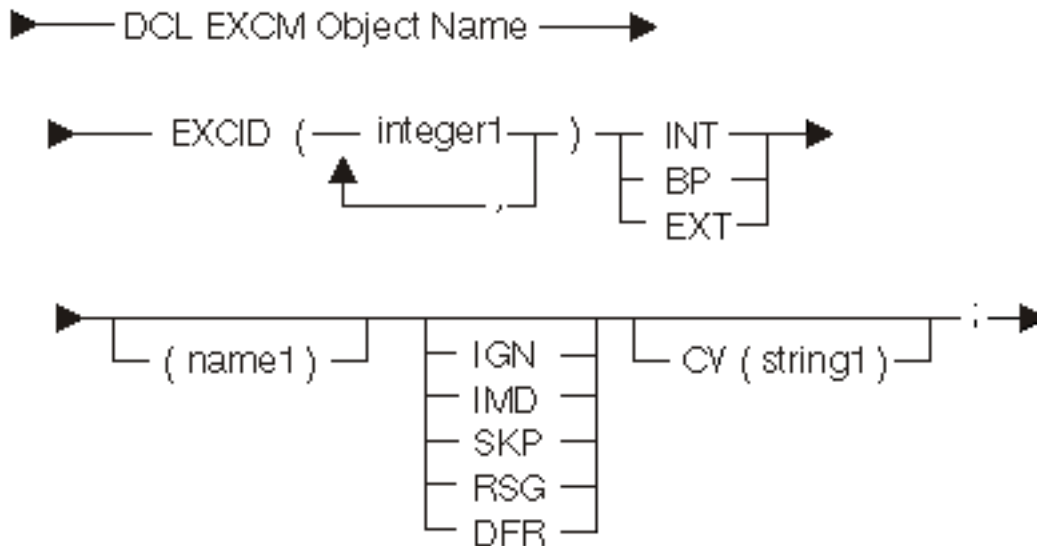 DCL EXCM Object Name
EXCID ( integer1 ) INT
,
BP
EXT
( name1 ) IGN CV ( string1 ) ;
IMD
SKP
RSG
DFR